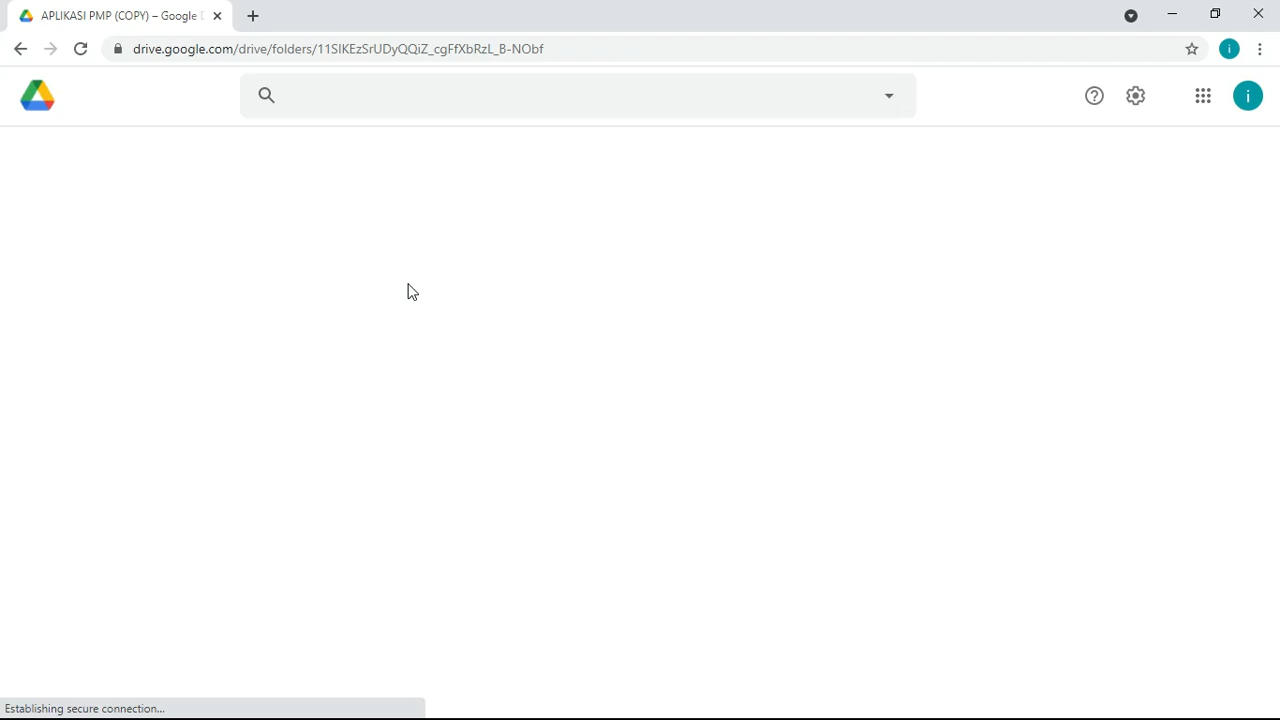 APLIKASI PMP (COPY) – Google
drive.google.com/drive/folders/11SIKEzSrUDyQQiZ_cgFfXbRzL_B-NObf
i
i
Establishing secure connection...